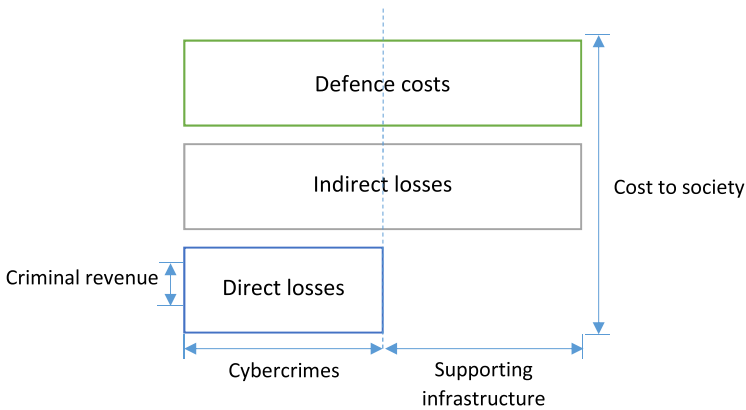 Defence costs
Indirect losses
Cost to society
Criminal revenue
Direct losses
Cybercrimes
Supporting
infrastructure